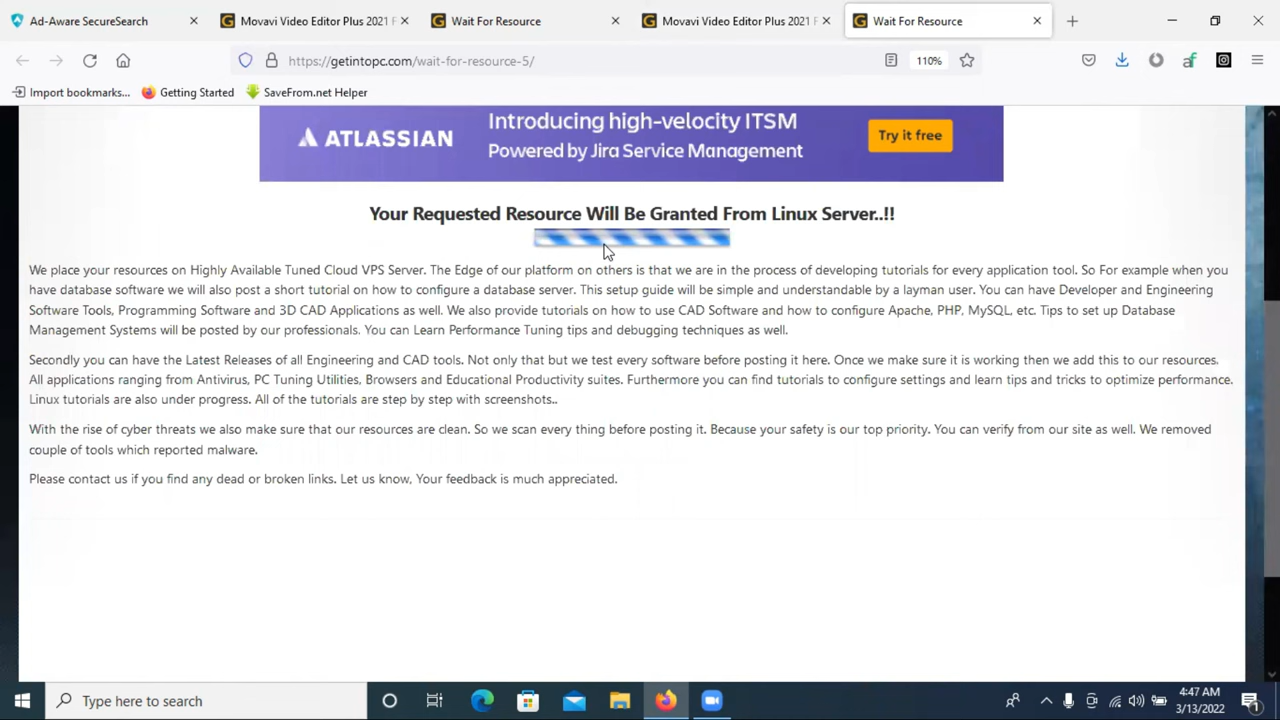 Ad-Aware SecureSearch
Movavi Video Editor Plus 2021 F
Wait For Resource
Movavi Video Editor Plus 2021 F
Wait For Resource
https://getintopc.com/wait-for-resource-5/
110%
Import bookmarks...
Getting Started
SaveFrom.net Helper
ATLASSIAN
Introducing high-velocity ITSM
Powered by Jira Service Management
Try it free
Your Requested Resource Will Be Granted From Linux Server..!!
We place your resources on Highly Available Tuned Cloud VPS Server. The Edge of our platform on others is that we are in the process of developing tutorials for every application tool. So For example when you
have database software we will also post a short tutorial on how to configure a database server. This setup guide will be simple and understandable by a layman user. You can have Developer and Engineering
Software Tools, Programming Software and 3D CAD Applications as well. We also provide tutorials on how to use CAD Software and how to configure Apache, PHP, MySQL, etc. Tips to set up Database
Management Systems will be posted by our professionals. You can Learn Performance Tuning tips and debugging techniques as well.
Secondly you can have the Latest Releases of all Engineering and CAD tools. Not only that but we test every software before posting it here. Once we make sure it is working then we add this to our resources.
All applications ranging from Antivirus, PC Tuning Utilities, Browsers and Educational Productivity suites. Furthermore you can find tutorials to configure settings and learn tips and tricks to optimize performance.
Linux tutorials are also under progress. All of the tutorials are step by step with screenshots..
With the rise of cyber threats we also make sure that our resources are clean. So we scan every thing before posting it. Because your safety is our top priority. You can verify from our site as well. We removed
couple of tools which reported malware.
Please contact us if you find any dead or broken links. Let us know, Your feedback is much appreciated.
Type here to search
4:47 AM
3/13/2022
1